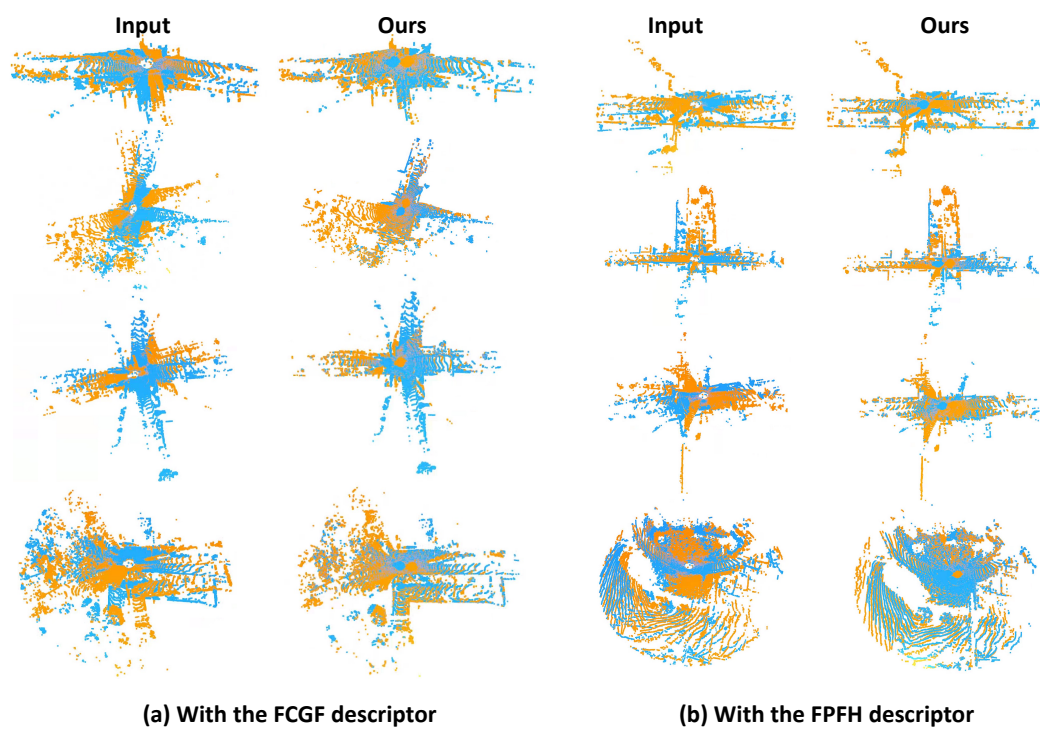 Input
Ours
Input
Ours
(a) With the FCGF descriptor
(b) With the FPFH descriptor